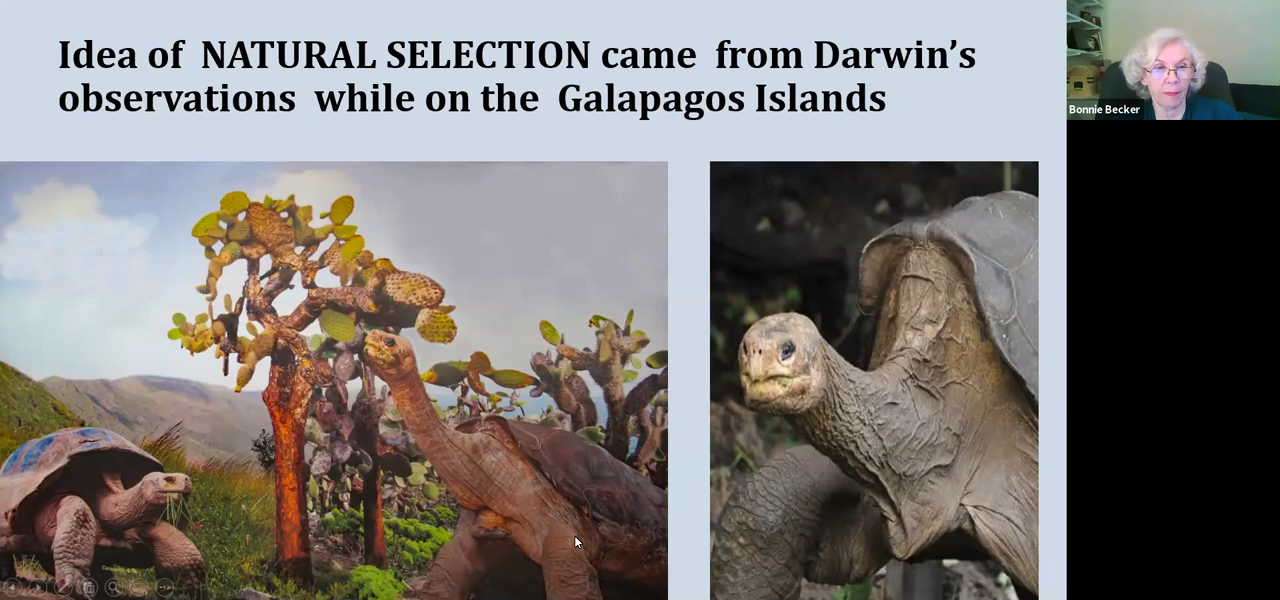 Idea of NATURAL SELECTION came from Darwin’s
observations while on the Galapagos Islands
Bonnie Becker